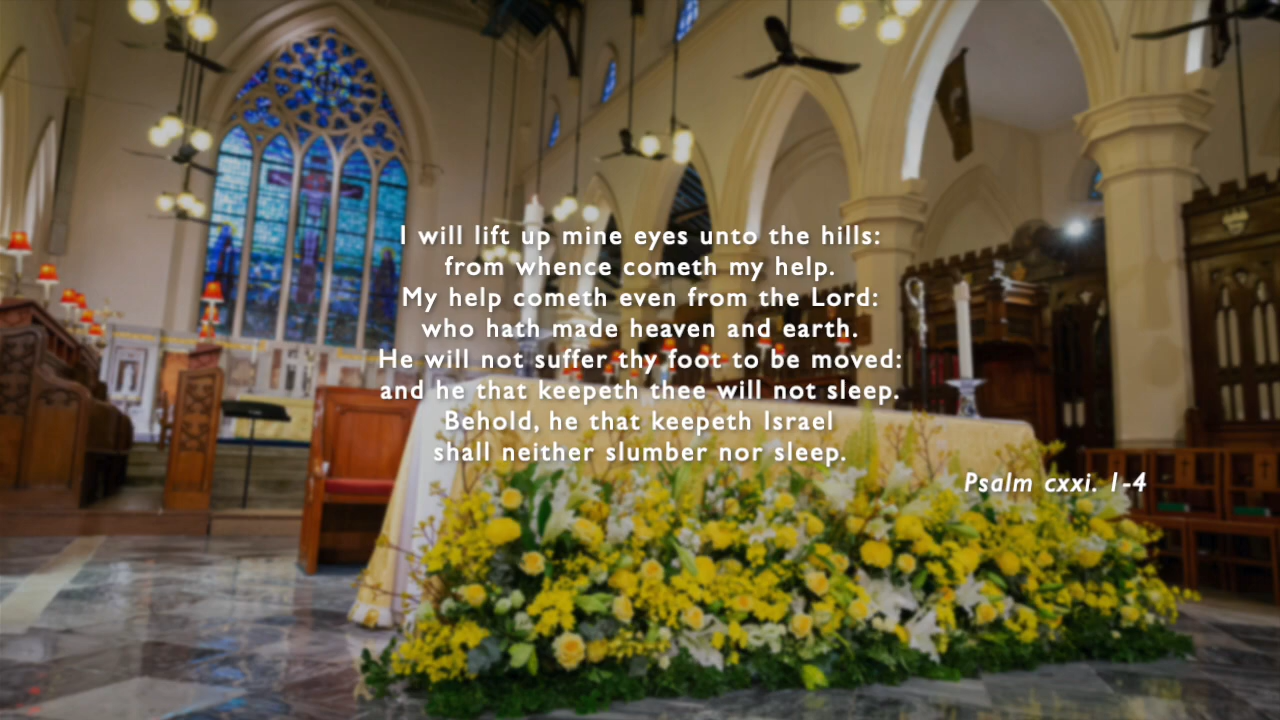 I will lift up mine eyes unto the hills:
from whence cometh my help.
My help cometh even from the Lord:
who hath made heaven and earth.
He will not suffer thy foot to be moved:
and he that keepeth thee will not sleep.
Behold, he that keepeth Israel
shall neither slumber nor sleep.
Psalm cxxi. 1-4